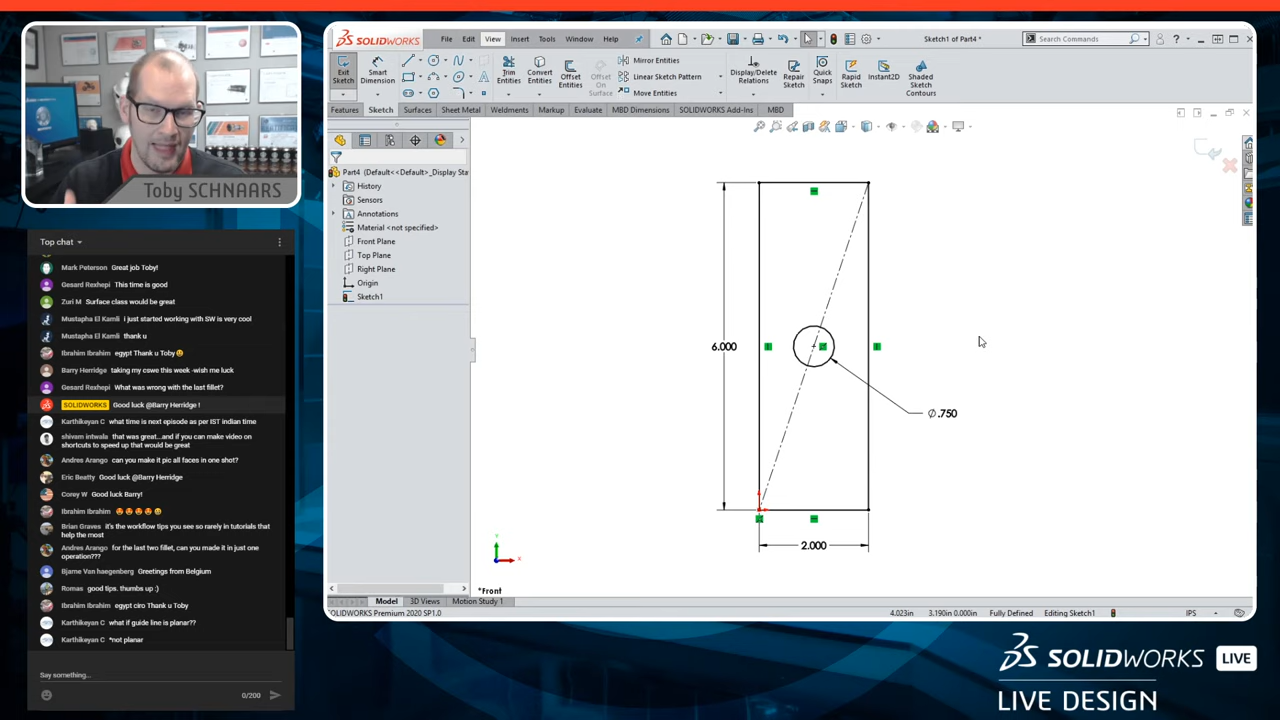 Toby SCHNAARS
Top chat
Mark Peterson Great job Toby!
Gesard Rexhepi This time is good
Zuri M Surface class would be great
Mustapha El Kamli i just started working with SW is very cool
Mustapha El Kamli thank u
Ibrahim Ibrahim egypt Thank u Toby😃
Barry Herridge taking my cswe this week -wish me luck
Gesard Rexhepi What was wrong with the last fillet?
SOLIDWORKS Good luck @Barry Herridge !
Karthikeyan C what time is next episode as per IST indian time
shivam intwala that was great...and if you can make video on
shortcuts to speed up that would be great
Andres Arango can you make it pic all faces in one shot?
Eric Beatty Good luck @Barry Herridge
Corey W Good luck Barry!
Ibrahim Ibrahim 😍 😍 😍 😍 😅
Brian Graves it's the workflow tips you see so rarely in tutorials that
help the most
Andres Arango for the last two fillet, can you made it in just one
operation???
Bjarne Van haegenberg Greetings from Belgium
Romas good tips. thumbs up :)
Ibrahim Ibrahim egypt ciro Thank u Toby
Karthikeyan C what if guide line is planar??
Karthikeyan C *not planar
Say something...
0/200
SOLIDWORKS File Edit View Insert Tools Window Help Sketch1 of Part4 * Search Commands
Exit
Sketch
Smart
Dimension
Trim
Entities
Convert
Entities
Offset
Entities
Offset
On
Surface
Mirror Entities
Linear Sketch Pattern
Move Entities
Display/Delete
Relations
Repair
Sketch
Quick
Snaps
Rapid
Sketch
Instant2D
Shaded
Sketch
Contours
Features Sketch Surfaces Sheet Metal Weldments Markup Evaluate MBD Dimensions SOLIDWORKS Add-Ins MBD
Part4 (Default<<Default>_Display Sta
History
Sensors
Annotations
Material <not specified>
Front Plane
Top Plane
Right Plane
Origin
Sketch1
6.000
∅.750
2.000
Y
X
*Front
Model 3D Views Motion Study 1
SOLIDWORKS Premium 2020 SP1.0 4.023in 3.190in 0.000in Fully Defined Editing Sketch1 IPS
SOLIDWORKS LIVE
LIVE DESIGN